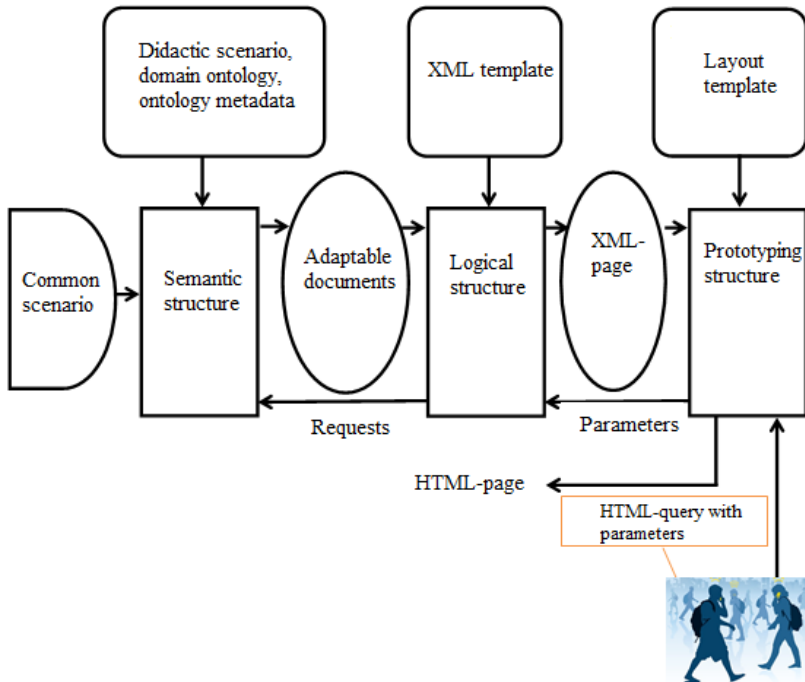 Didactic scenario,
domain ontology,
ontology metadata
XML template
Layout
template
Common
scenario
Semantic
structure
Adaptable
documents
Logical
structure
XML-
page
Prototyping
structure
Requests
Parameters
HTML-page
HTML-query with
parameters